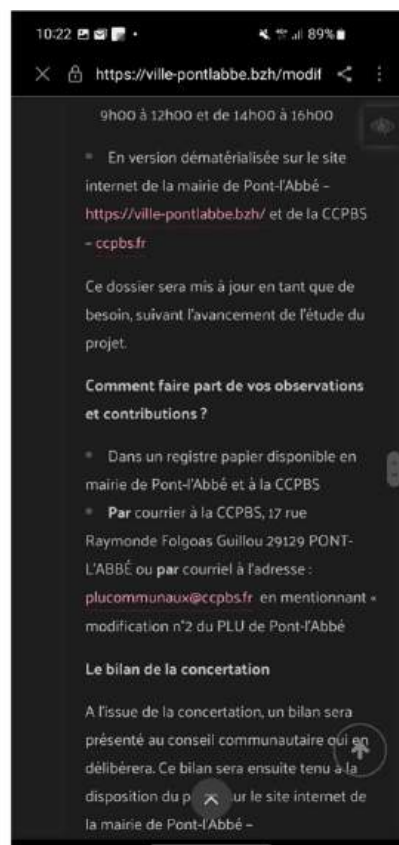 10:22
89%
https://ville-pontlabbe.bzh/modif
9h00 à 12h00 et de 14h00 à 16h00
En version dématérialisée sur le site
internet de la mairie de Pont-l'Abbé –
https://ville-pontlabbe.bzh/ et de la CCPBS
– ccpbs.fr
Ce dossier sera mis à jour en tant que de
besoin, suivant l'avancement de l'étude du
projet.
Comment faire part de vos observations
et contributions ?
Dans un registre papier disponible en
mairie de Pont-l'Abbé et à la CCPBS
Par courrier à la CCPBS, 17 rue
Raymonde Folgoas Guillou 29129 PONT-
L'ABBÉ ou par courriel à l'adresse :
plucommunaux@ccpbs.fr en mentionnant «
modification n°2 du PLU de Pont-l'Abbé
Le bilan de la concertation
A l'issue de la concertation, un bilan sera
présenté au conseil communautaire qui en
délibérera. Ce bilan sera ensuite tenu à la
disposition du p ur le site internet de
la mairie de Pont-l'Abbé –